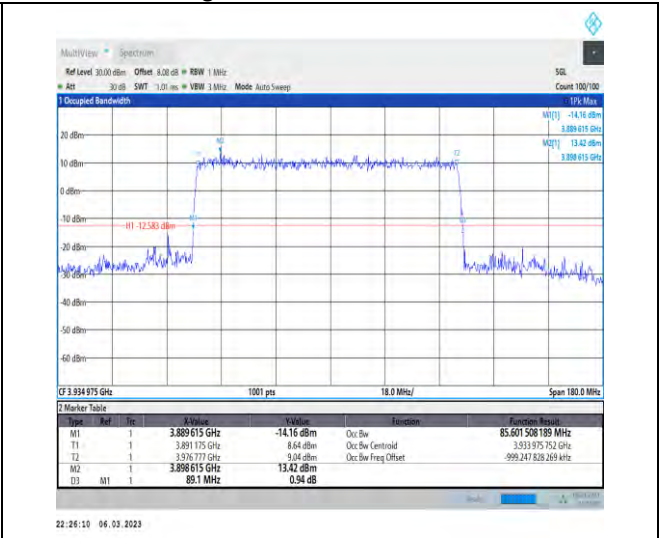 MultiView Spectrum
Ref Level 30.00 dBm Offset 8.08 dB RBW 1 MHz SGL
Att 30 dB SWT 1.01 ms VBW 3 MHz Mode Auto Sweep Count 100/100
1 Occupied Bandwidth 1Pk Max
M1[1] -14.16 dBm
3.889 615 GHz
20 dBm M2 M2[1] 13.42 dBm
T1 T2 3.898 615 GHz
10 dBm
0 dBm
-10 dBm
H1 -12.583 dBm M1
-20 dBm
-30 dBm
-40 dBm
-50 dBm
-60 dBm
CF 3.934 975 GHz 1001 pts 18.0 MHz/ Span 180.0 MHz
2 Marker Table
Type Ref Trc X-Value Y-Value Function Function Result
M1 1 3.889 615 GHz -14.16 dBm Occ Bw 85.601 508 189 MHz
T1 1 3.891 175 GHz 8.64 dBm Occ Bw Centroid 3.933 975 752 GHz
T2 1 3.976 777 GHz 9.04 dBm Occ Bw Freq Offset -999.247 828 269 kHz
M2 1 3.898 615 GHz 13.42 dBm
D3 M1 1 89.1 MHz 0.94 dB
22:26:10 06.03.2023